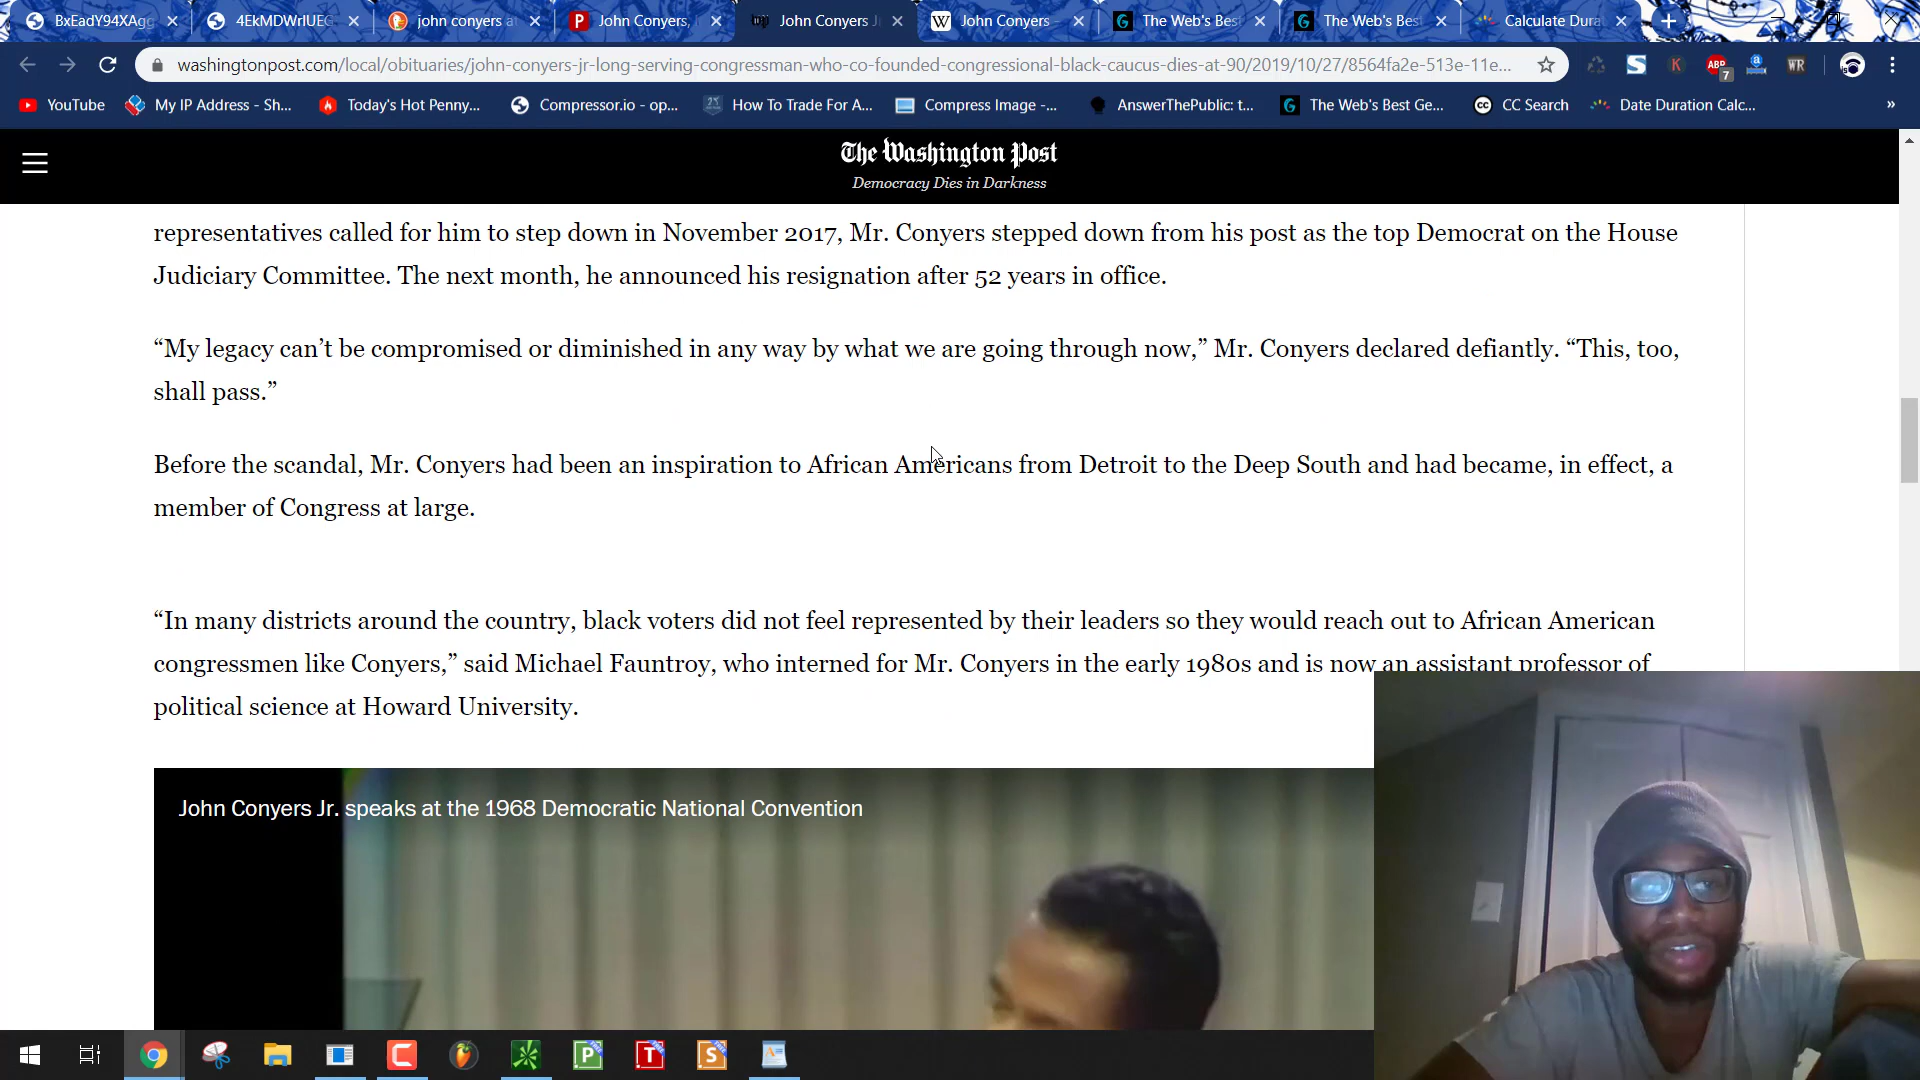 BxEadY94XAgg
4EkMDWrlUEG
john conyers a
John Conyers,
John Conyers J
John Conyers -
The Web's Best
The Web's Best
Calculate Dura
washingtonpost.com/local/obituaries/john-conyers-jr-long-serving-congressman-who-co-founded-congressional-black-caucus-dies-at-90/2019/10/27/8564fa2e-513e-11e...
YouTube
My IP Address - Sh...
Today's Hot Penny...
Compressor.io - op...
How To Trade For A...
Compress Image -...
AnswerThePublic: t...
The Web's Best Ge...
CC Search
Date Duration Calc...
The Washington Post
Democracy Dies in Darkness
representatives called for him to step down in November 2017, Mr. Conyers stepped down from his post as the top Democrat on the House
Judiciary Committee. The next month, he announced his resignation after 52 years in office.
“My legacy can’t be compromised or diminished in any way by what we are going through now,” Mr. Conyers declared defiantly. “This, too,
shall pass.”
Before the scandal, Mr. Conyers had been an inspiration to African Americans from Detroit to the Deep South and had became, in effect, a
member of Congress at large.
“In many districts around the country, black voters did not feel represented by their leaders so they would reach out to African American
congressmen like Conyers,” said Michael Fauntroy, who interned for Mr. Conyers in the early 1980s and is now an assistant professor of
political science at Howard University.
John Conyers Jr. speaks at the 1968 Democratic National Convention